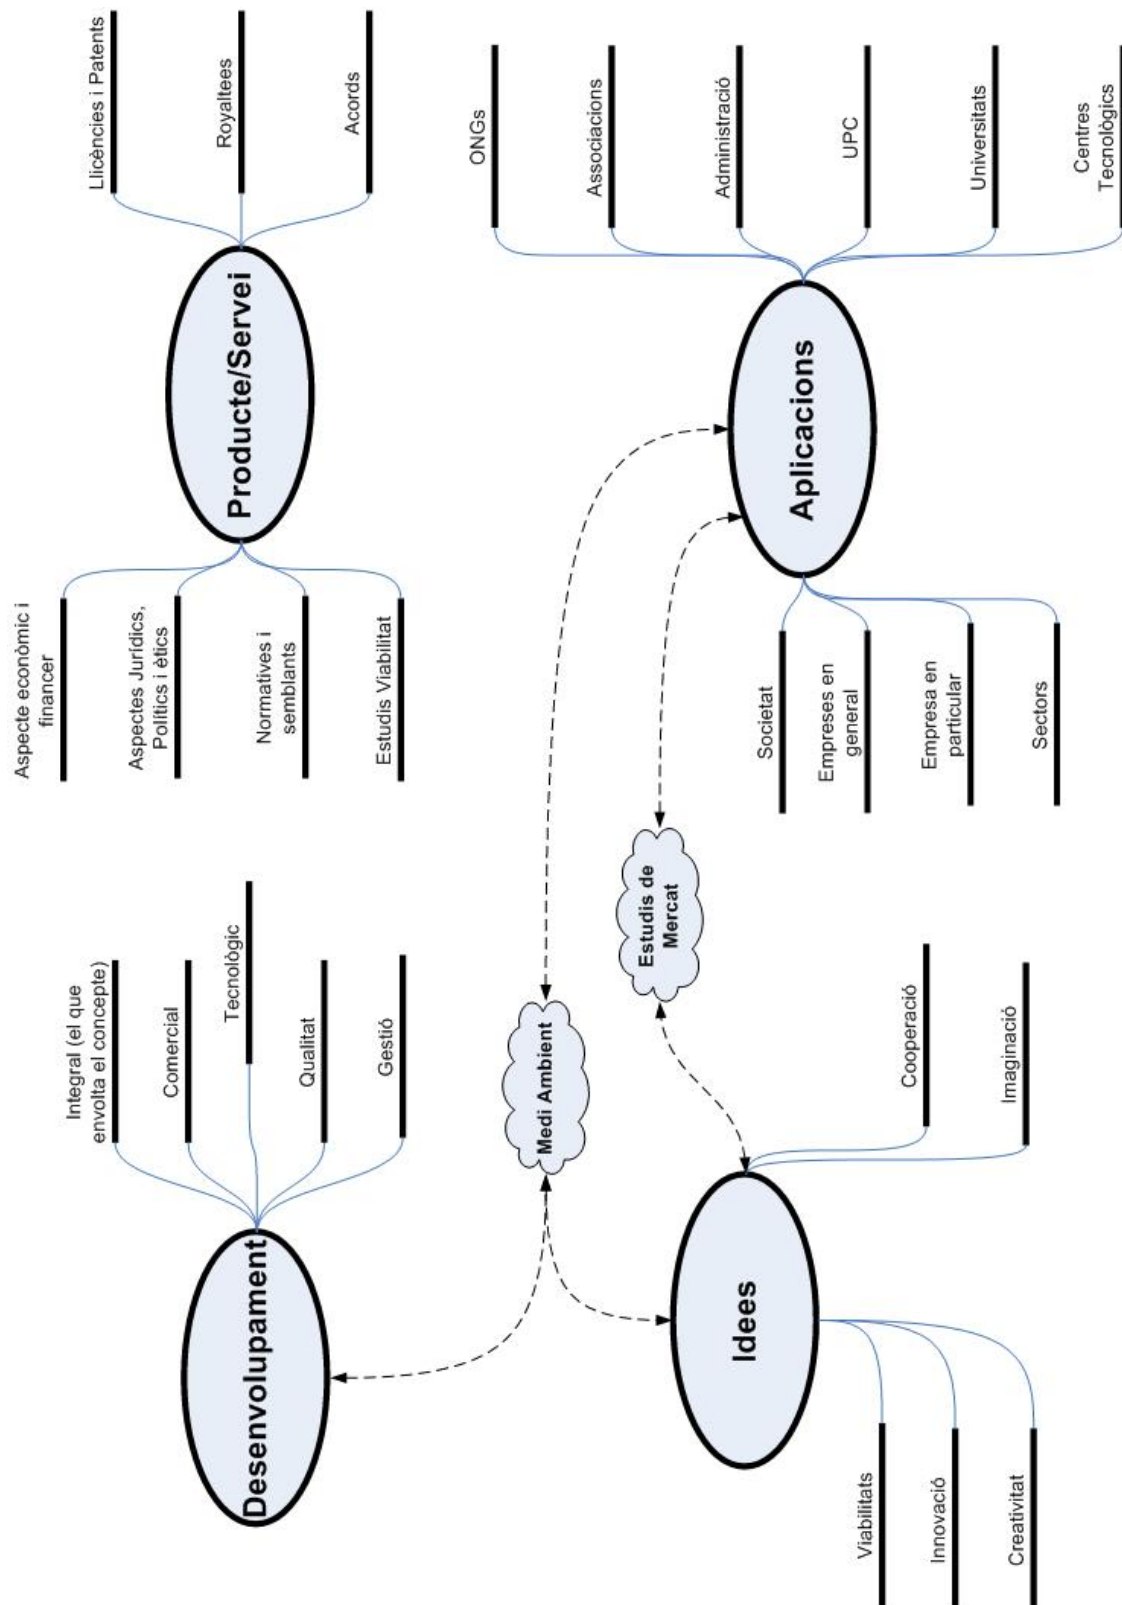 Integral (el que
envolta el concepte)
Comercial
Tecnològic
Qualitat
Gestió
Desenvolupament
Aspecte econòmic i
financer
Aspectes Jurídics,
Polítics i ètics
Normatives i
semblants
Estudis Viabilitat
Producte/Servei
Llicències i Patents
Royaltees
Acords
Medi Ambient
Estudis de
Mercat
Idees
Viabilitats
Innovació
Creativitat
Cooperació
Imaginació
Aplicacions
Societat
Empreses en
general
Empresa en
particular
Sectors
ONGs
Associacions
Administració
UPC
Universitats
Centres
Tecnològics